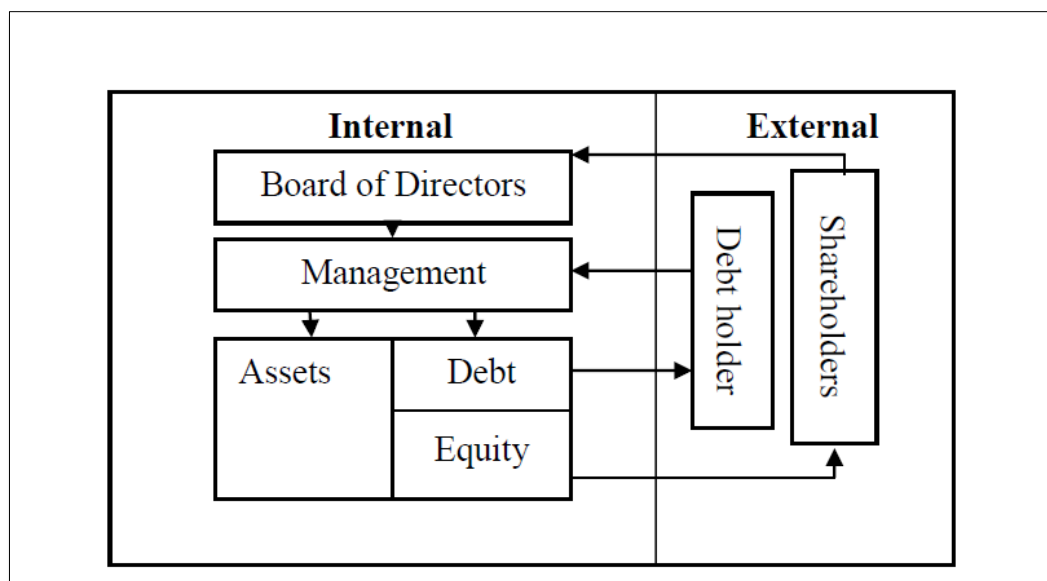 Internal
External
Board of Directors
Management
Assets
Debt
Equity
Debt holder
Shareholders